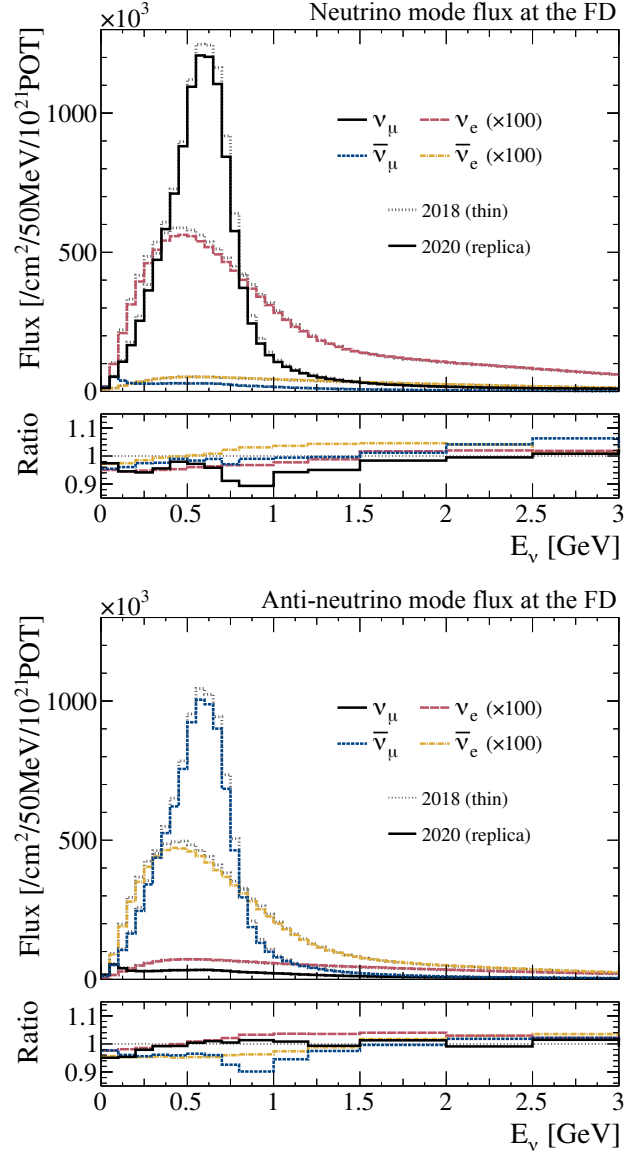 Neutrino mode flux at the FD
×10³
Flux [/cm²/50MeV/10²¹POT]
1000
500
0
ν_μ
ν_e (×100)
ν̅_μ
ν̅_e (×100)
2018 (thin)
2020 (replica)
Ratio
1.1
1
0.9
0 0.5 1 1.5 2 2.5 3
E_ν [GeV]
Anti-neutrino mode flux at the FD
×10³
Flux [/cm²/50MeV/10²¹POT]
1000
500
0
ν_μ
ν_e (×100)
ν̅_μ
ν̅_e (×100)
2018 (thin)
2020 (replica)
Ratio
1.1
1
0.9
0 0.5 1 1.5 2 2.5 3
E_ν [GeV]